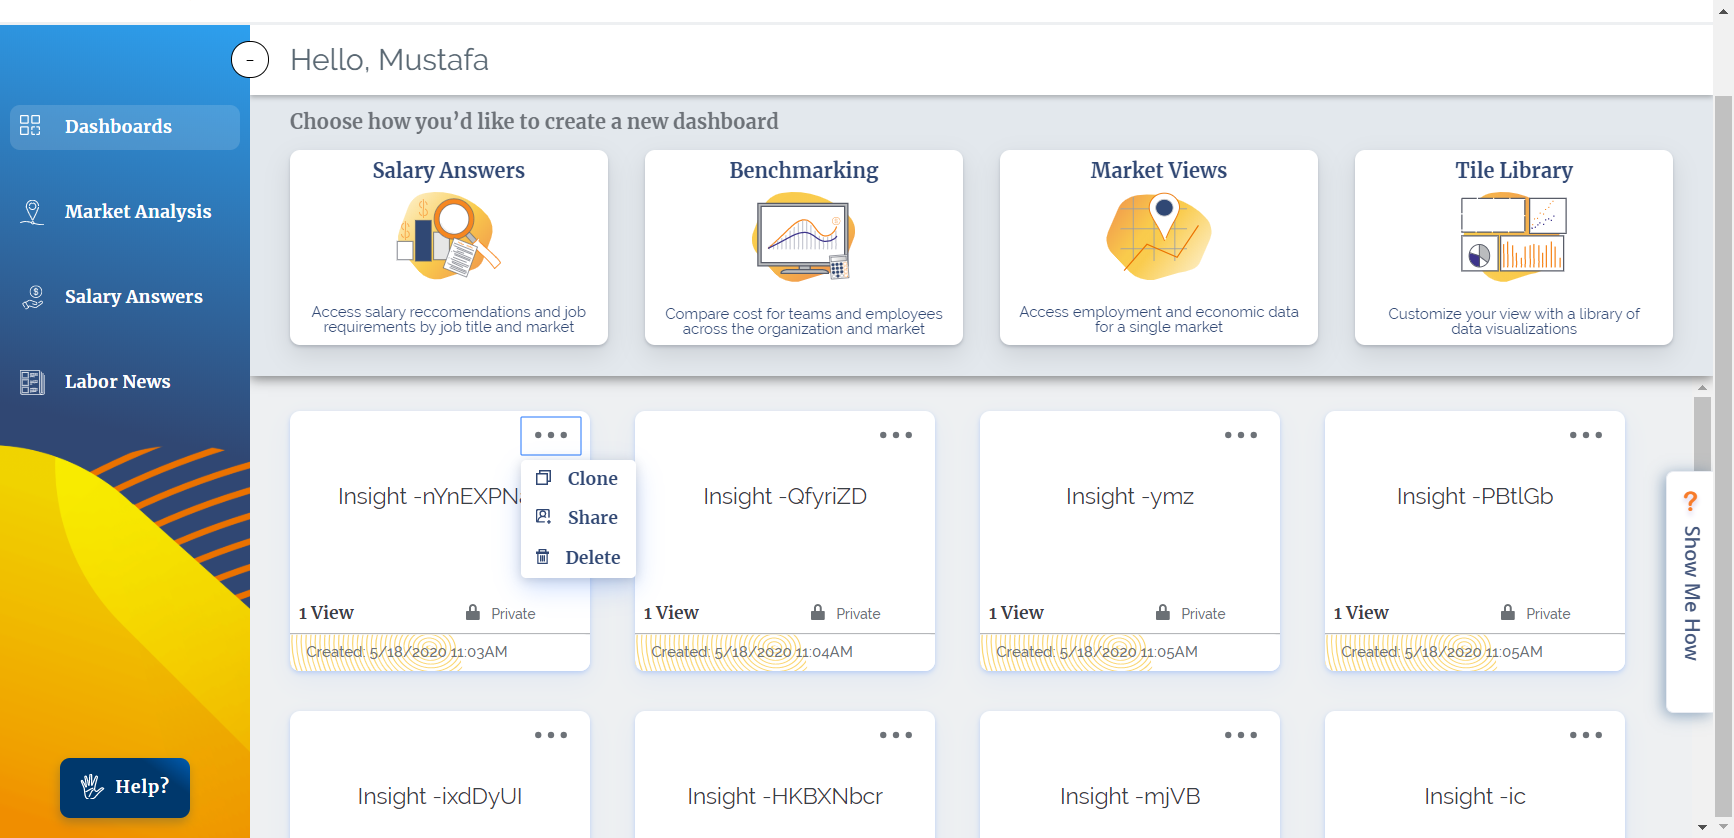 -
Hello, Mustafa
Dashboards
Market Analysis
Salary Answers
Labor News
Help?
Choose how you’d like to create a new dashboard
Salary Answers
Access salary reccomendations and job
requirements by job title and market
Benchmarking
Compare cost for teams and employees
across the organization and market
Market Views
Access employment and economic data
for a single market
Tile Library
Customize your view with a library of
data visualizations
Insight -nYnEXPN
Clone
Share
Delete
1 View
Private
Created: 5/18/2020 11:03AM
Insight -QfyriZD
1 View
Private
Created: 5/18/2020 11:04AM
Insight -ymz
1 View
Private
Created: 5/18/2020 11:05AM
Insight -PBtlGb
1 View
Private
Created: 5/18/2020 11:05AM
Insight -ixdDyUI
Insight -HKBXNbcr
Insight -mjVB
Insight -ic
? Show Me How